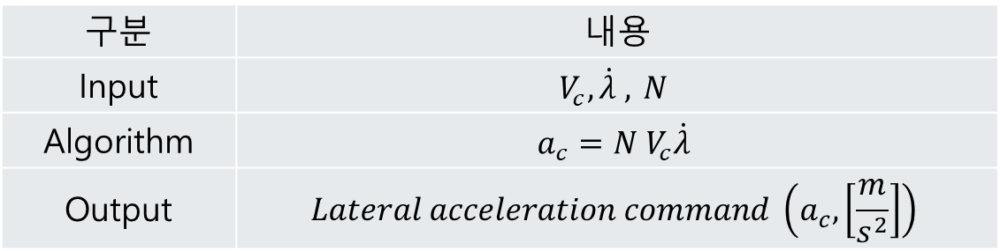 구분 내용
Input V_c, λ̇ , N
Algorithm a_c = N V_c λ̇
Output Lateral acceleration command (a_c, [m/s²])